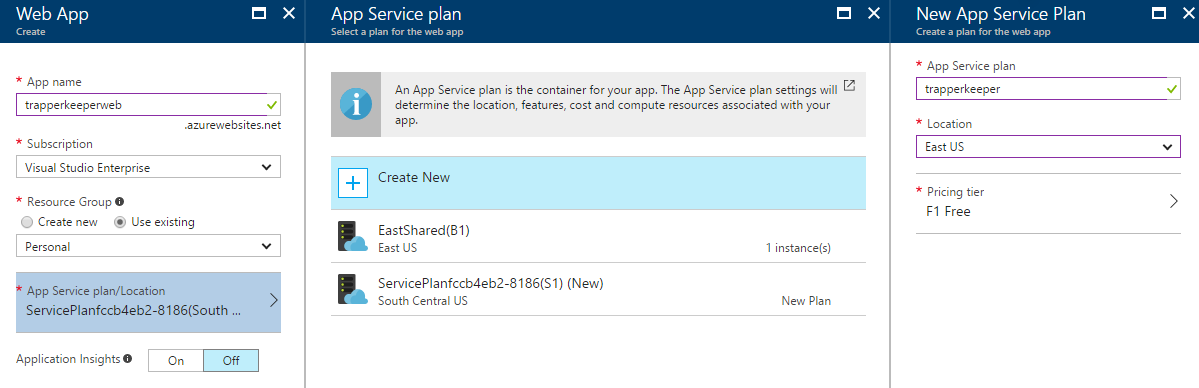 Web App
Create
* App name
trapperkeeperweb
.azurewebsites.net
* Subscription
Visual Studio Enterprise
* Resource Group
Create new
Use existing
Personal
* App Service plan/Location
ServicePlanfccb4eb2-8186(South ...
Application Insights
On
Off
App Service plan
Select a plan for the web app
An App Service plan is the container for your app. The App Service plan settings will
determine the location, features, cost and compute resources associated with your
app.
Create New
EastShared(B1)
East US
1 instance(s)
ServicePlanfccb4eb2-8186(S1) (New)
South Central US
New Plan
New App Service Plan
Create a plan for the web app
* App Service plan
trapperkeeper
* Location
East US
* Pricing tier
F1 Free